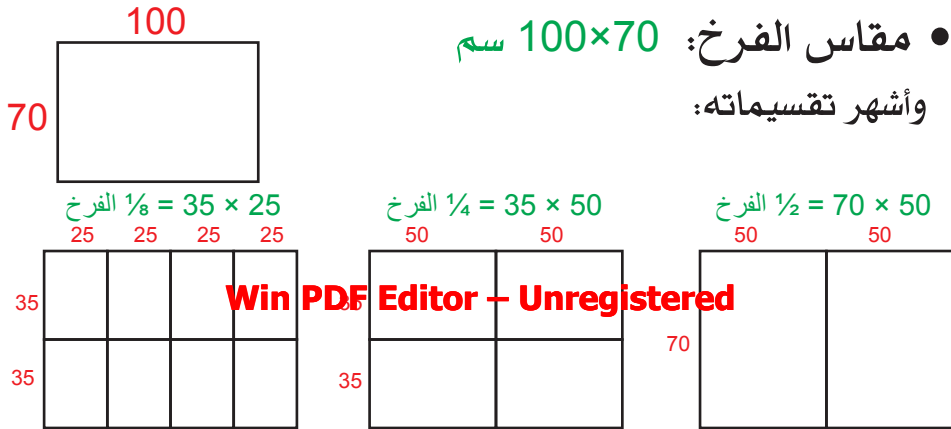 • مقاس الفرخ: 70×100 سم
وأشهر تقسيماته:
100
70
50 × 70 = ½ الفرخ
50 50
70
50 × 35 = ¼ الفرخ
50 50
35
35
25 × 35 = ⅛ الفرخ
25 25 25 25
35
35
Win PDF Editor – Unregistered